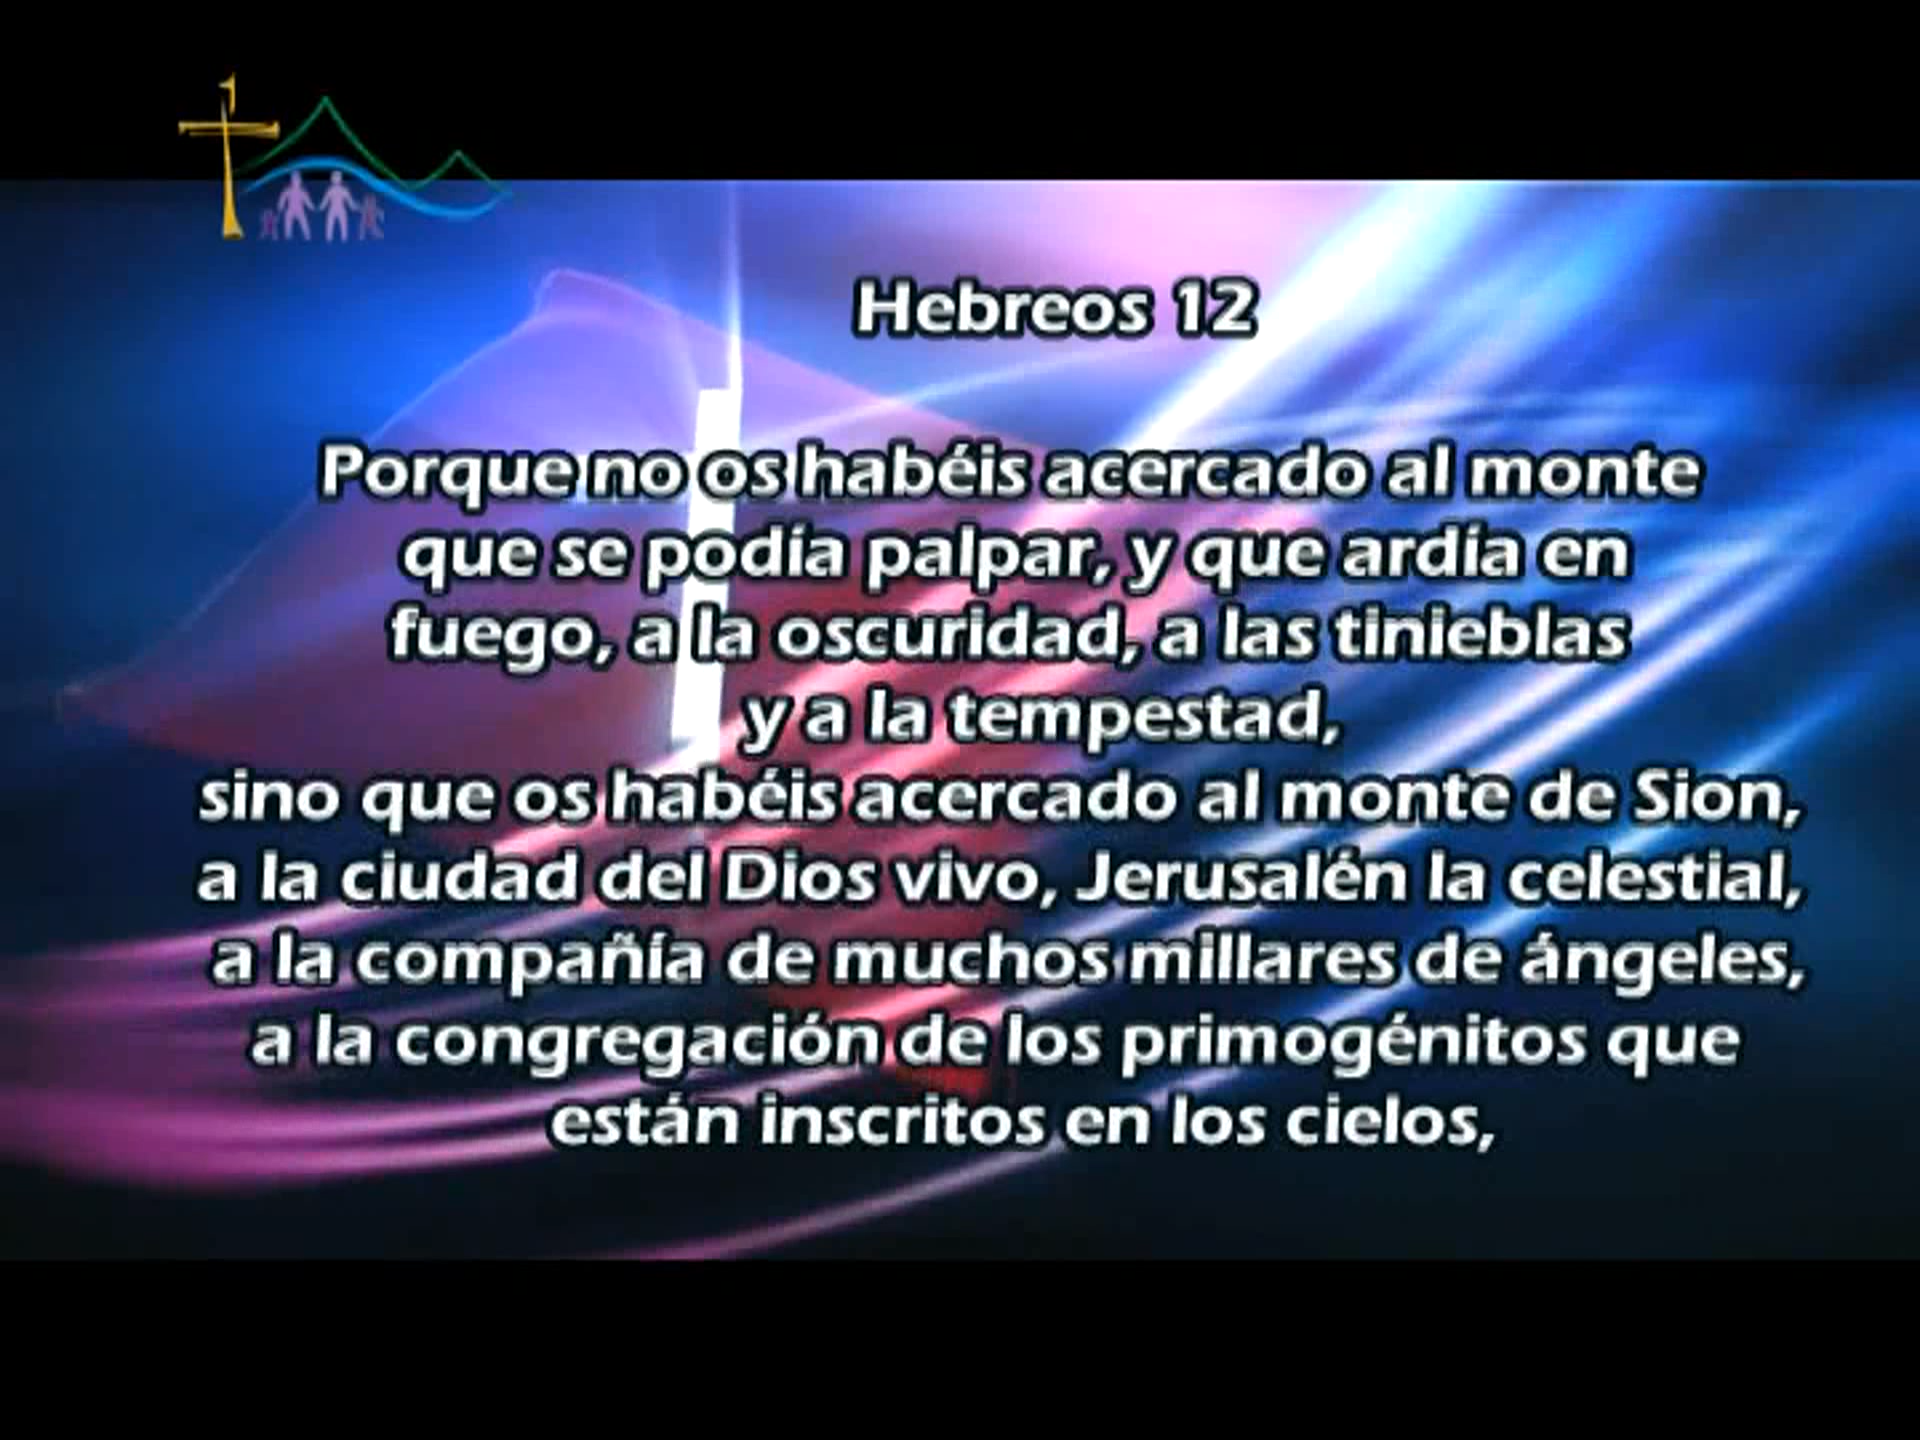 Hebreos 12
Porque no os habéis acercado al monte
que se podía palpar, y que ardía en
fuego, a la oscuridad, a las tinieblas
y a la tempestad,
sino que os habéis acercado al monte de Sion,
a la ciudad del Dios vivo, Jerusalén la celestial,
a la compañía de muchos millares de ángeles,
a la congregación de los primogénitos que
están inscritos en los cielos,